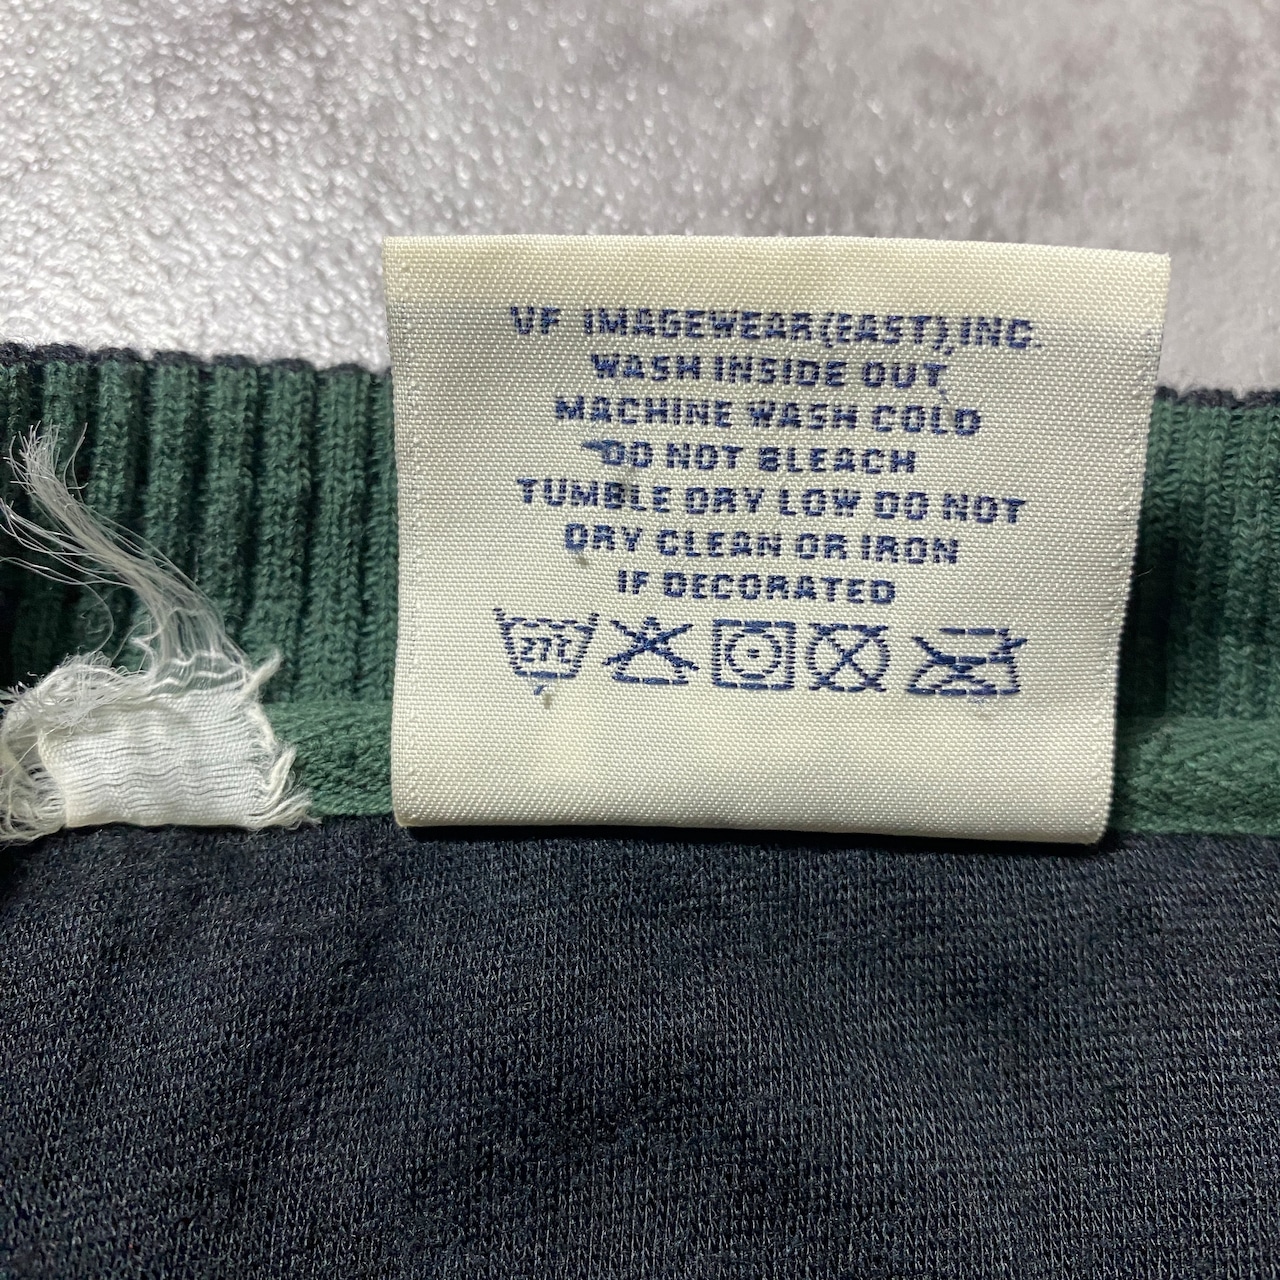 VF IMAGEWEAR(EAST),INC.
WASH INSIDE OUT
MACHINE WASH COLD
DO NOT BLEACH
TUMBLE DRY LOW DO NOT
DRY CLEAN OR IRON
IF DECORATED
27C